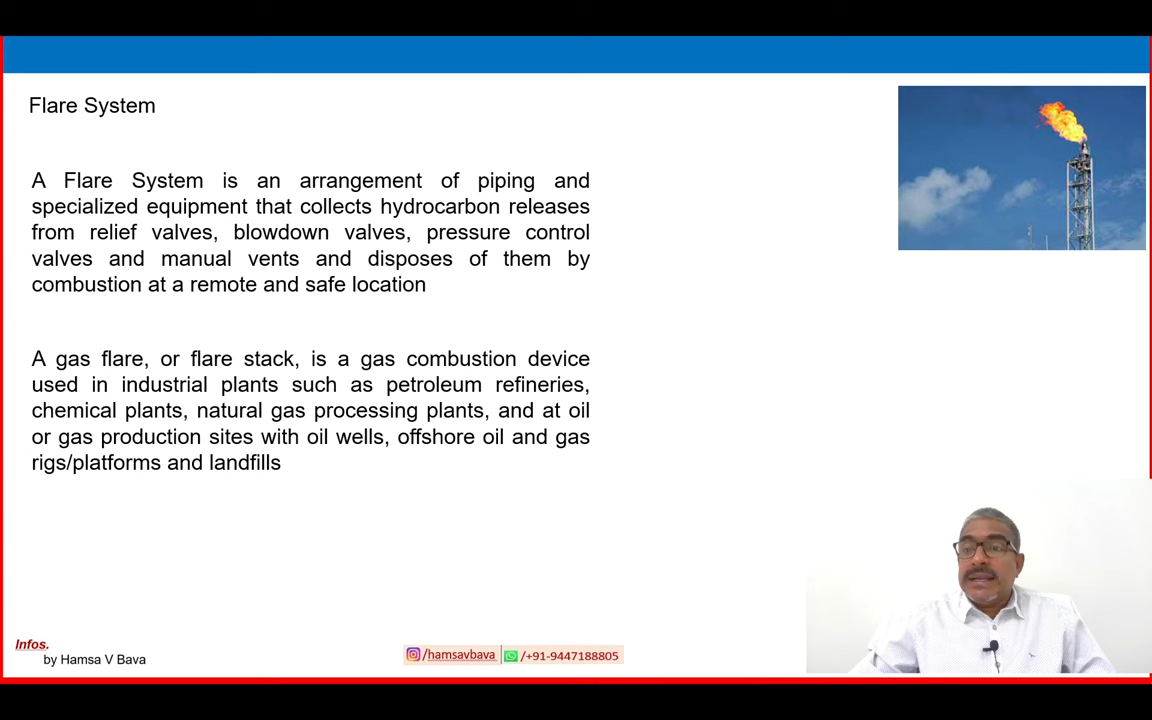 Flare System
A Flare System is an arrangement of piping and
specialized equipment that collects hydrocarbon releases
from relief valves, blowdown valves, pressure control
valves and manual vents and disposes of them by
combustion at a remote and safe location
A gas flare, or flare stack, is a gas combustion device
used in industrial plants such as petroleum refineries,
chemical plants, natural gas processing plants, and at oil
or gas production sites with oil wells, offshore oil and gas
rigs/platforms and landfills
Infos.
by Hamsa V Bava
/hamsavbava /+91-9447188805